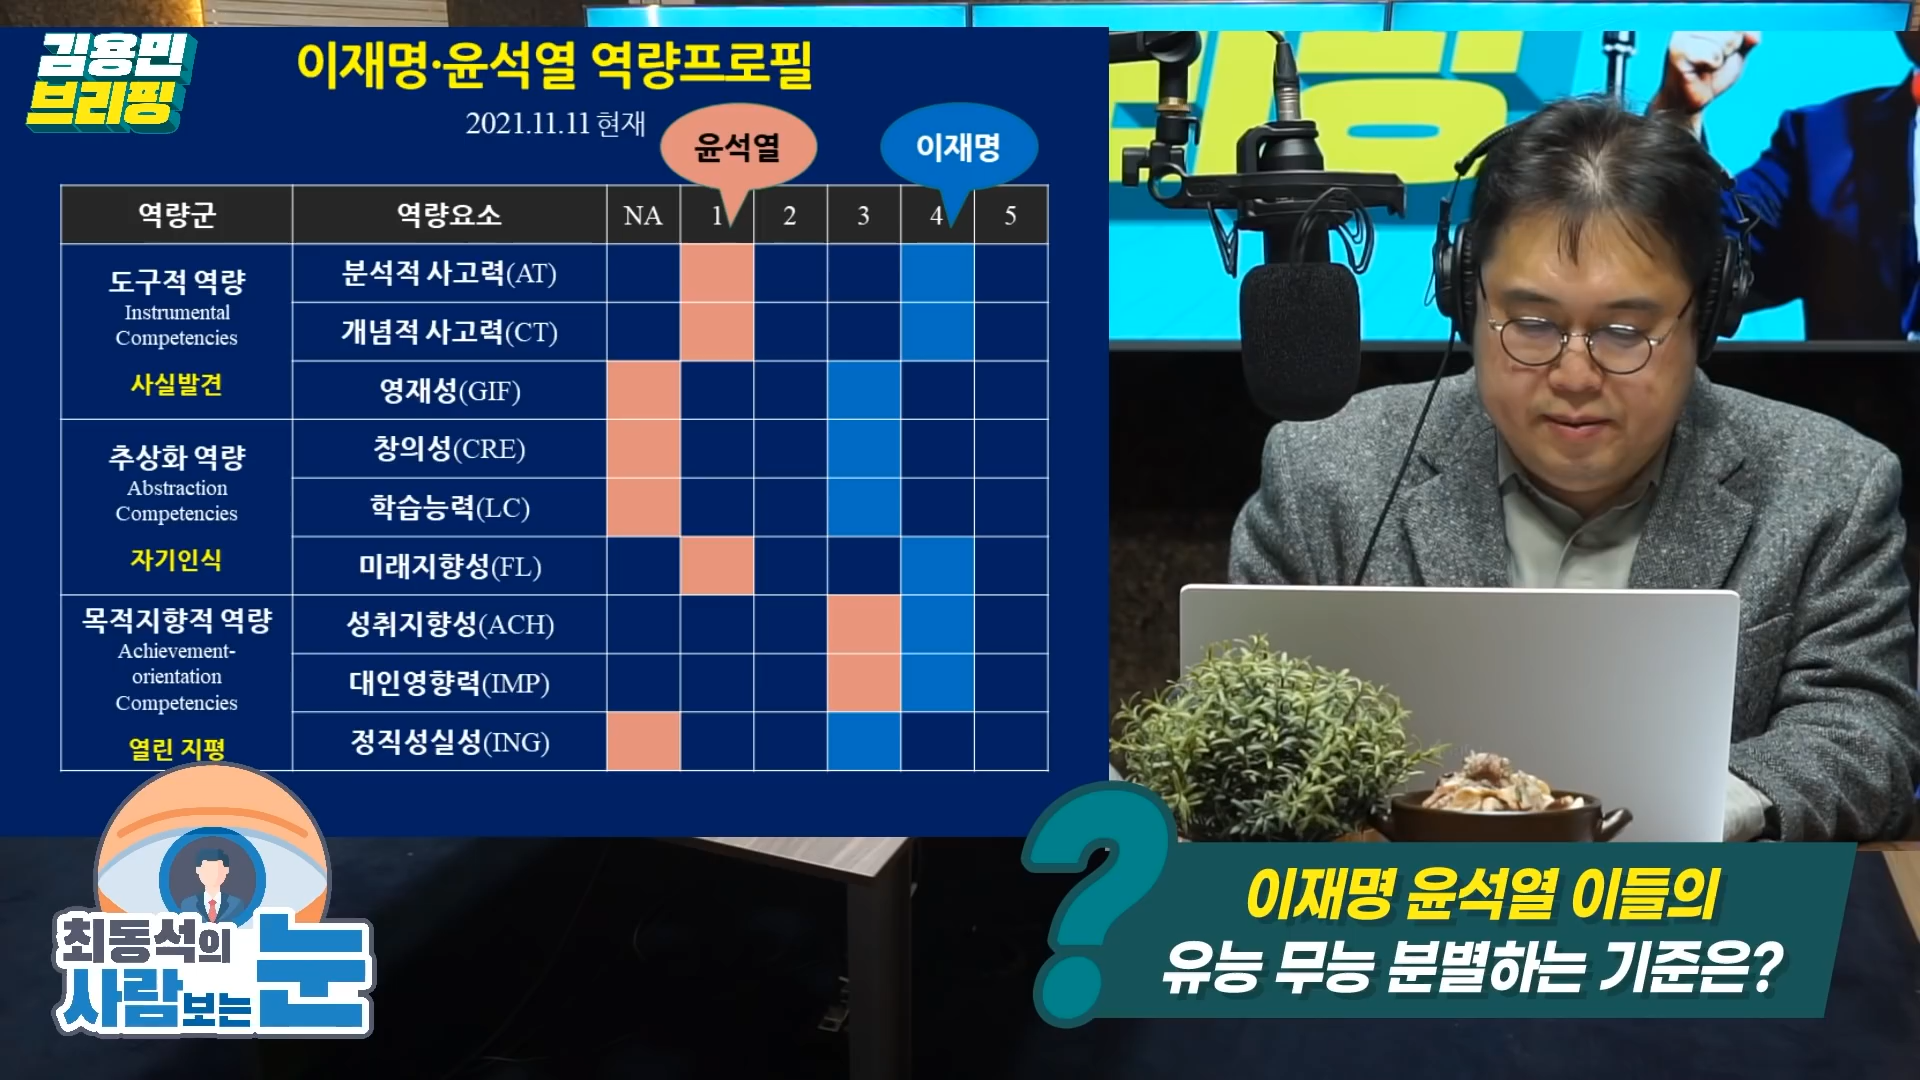 김용민
브리핑
이재명·윤석열 역량프로필
2021.11.11 현재
윤석열
이재명
역량군
역량요소
NA
1
2
3
4
5
도구적 역량
Instrumental
Competencies
사실발견
분석적 사고력(AT)
개념적 사고력(CT)
영재성(GIF)
추상화 역량
Abstraction
Competencies
자기인식
창의성(CRE)
학습능력(LC)
미래지향성(FL)
목적지향적 역량
Achievement-
orientation
Competencies
열린 지평
성취지향성(ACH)
대인영향력(IMP)
정직성실성(ING)
최동석의
사람보는 눈
?
이재명 윤석열 이들의
유능 무능 분별하는 기준은?